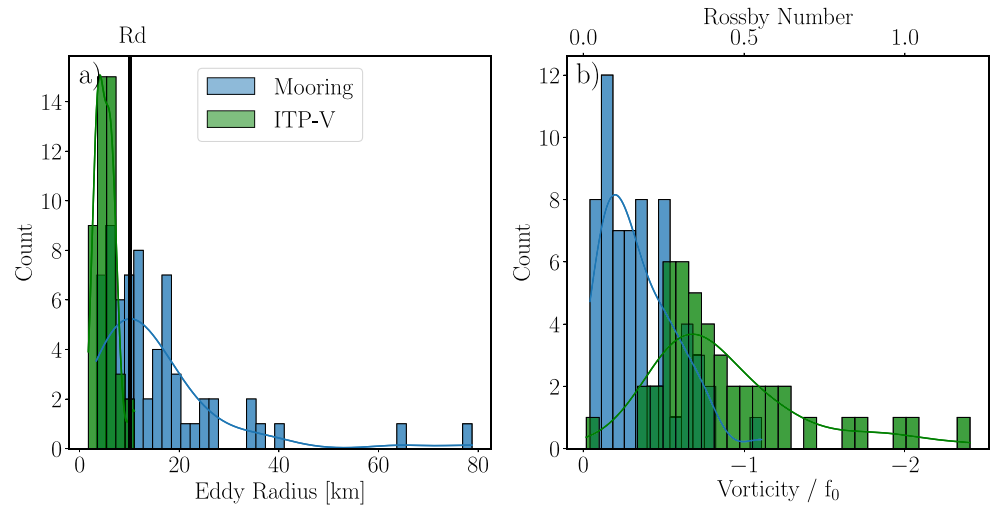 Rossby Number
Rd
0.0 0.5 1.0
a)
b)
Mooring
ITP-V
Count
14
12
10
8
6
4
2
0
0 20 40 60 80
Eddy Radius [km]
Count
12
10
8
6
4
2
0
0 −1 −2
Vorticity / f₀